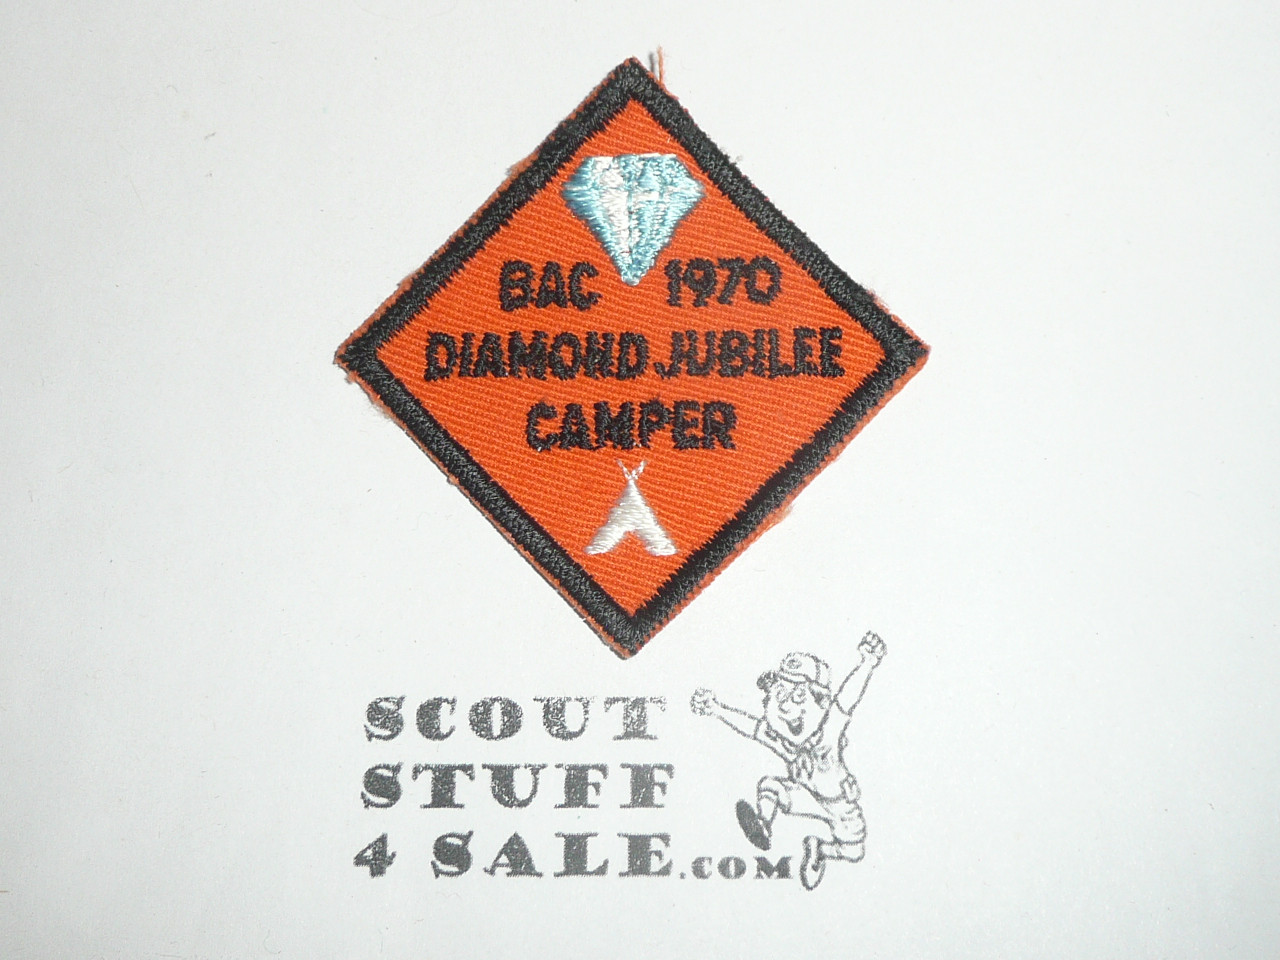 BAC 1970
DIAMOND JUBILEE
CAMPER
SCOUT
STUFF
4 SALE.COM